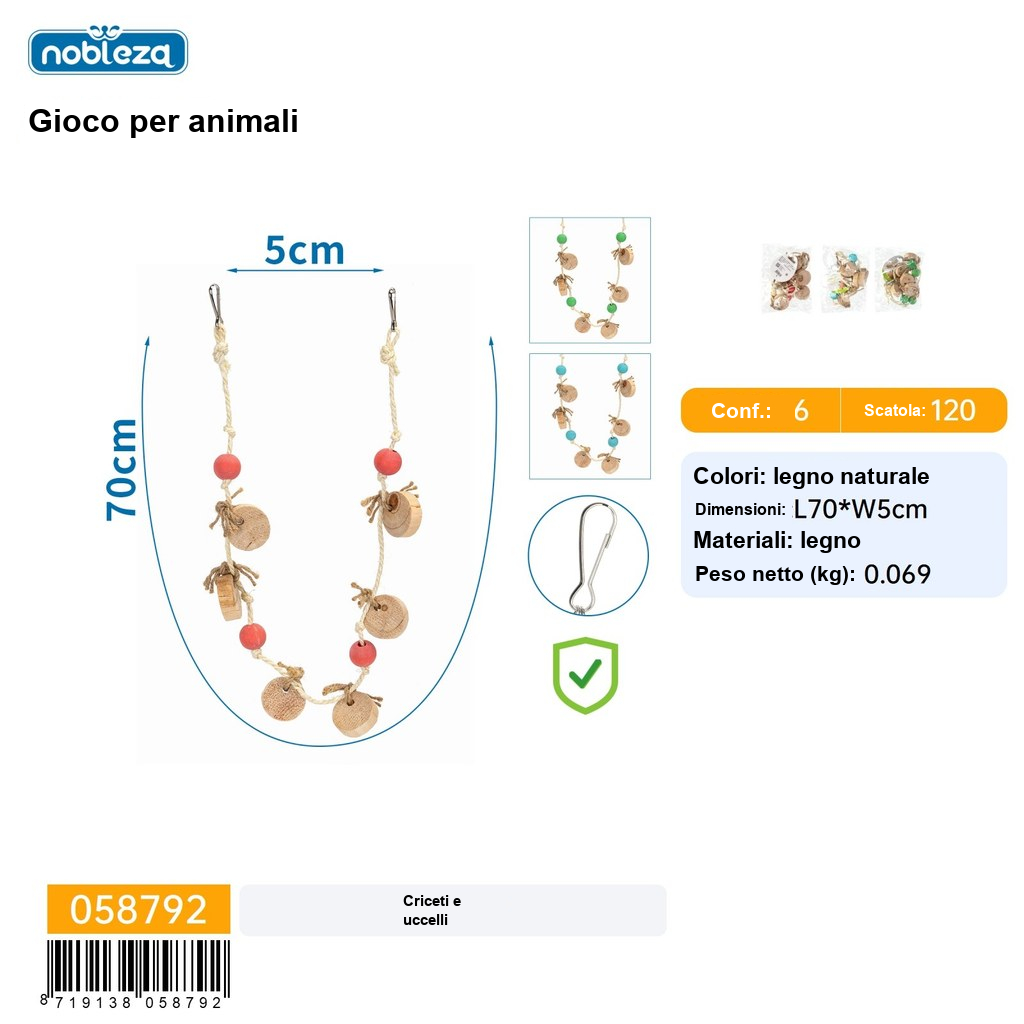 nobleza
Gioco per animali
5cm
70cm
Conf.: 6
Scatola: 120
Colori: legno naturale
Dimensioni: L70*W5cm
Materiali: legno
Peso netto (kg): 0.069
058792
Criceti e
uccelli
8 719138 058792